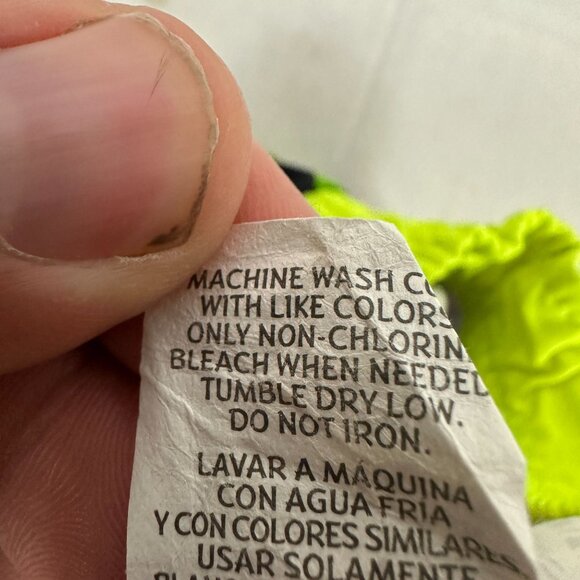 MACHINE WASH
WITH LIKE COLORS
ONLY NON-CHLORIN
BLEACH WHEN NEEDED
TUMBLE DRY LOW.
DO NOT IRON.
LAVAR A MÁQUINA
CON AGUA FRÍA
Y CON COLORES SIMILARES
USAR SOLAMENTE